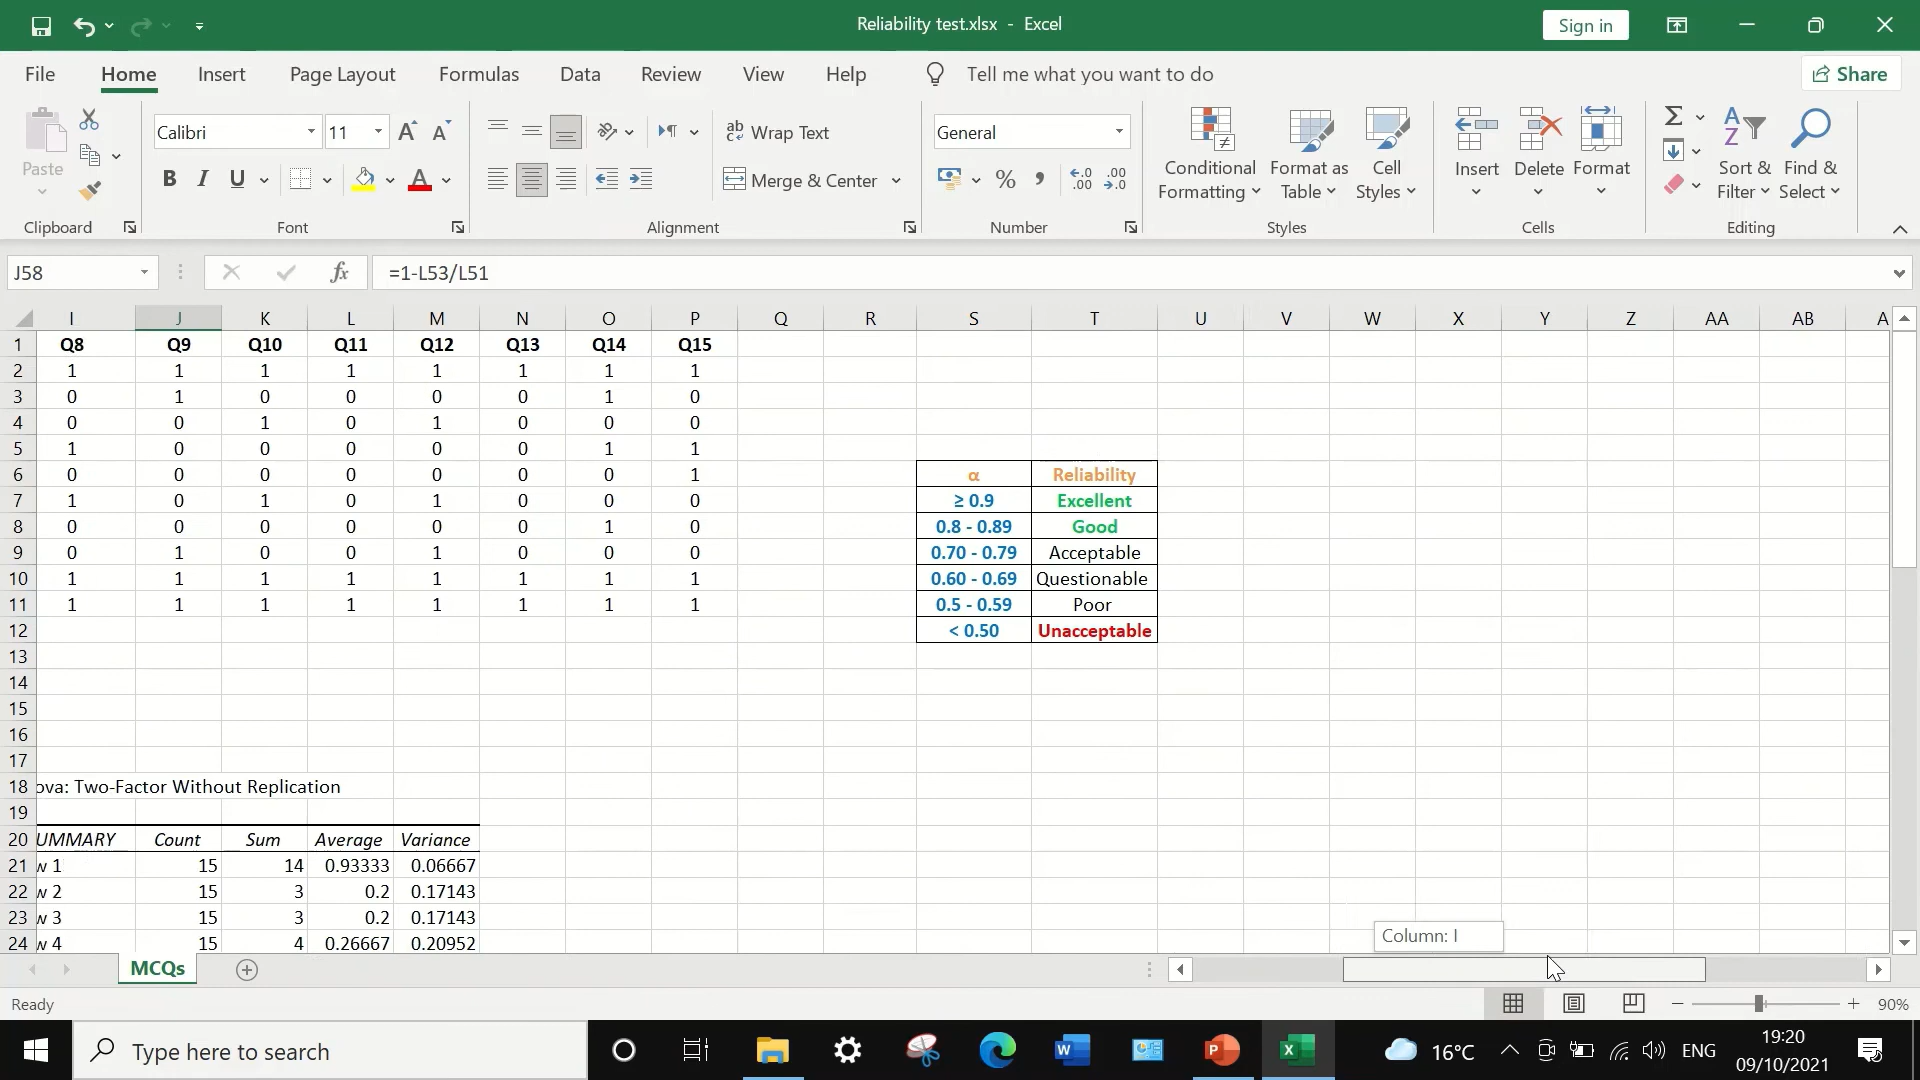 Reliability test.xlsx - Excel
Sign in
File Home Insert Page Layout Formulas Data Review View Help Tell me what you want to do Share
Paste
Calibri 11
B I U
ab Wrap Text
Merge & Center
General
% , .00 .0 .00 .0
Conditional Formatting
Format as Table
Cell Styles
Insert Delete Format
Sort & Filter
Find & Select
Clipboard Font Alignment Number Styles Cells Editing
J58 fx =1-L53/L51
I J K L M N O P Q R S T U V W X Y Z AA AB A
1 Q8 Q9 Q10 Q11 Q12 Q13 Q14 Q15
2 1 1 1 1 1 1 1 1
3 0 1 0 0 0 0 1 0
4 0 0 1 0 1 0 0 0
5 1 0 0 0 0 0 1 1
6 0 0 0 0 0 0 0 1 α Reliability
7 1 0 1 0 1 0 0 0 ≥ 0.9 Excellent
8 0 0 0 0 0 0 1 0 0.8 - 0.89 Good
9 0 1 0 0 1 0 0 0 0.70 - 0.79 Acceptable
10 1 1 1 1 1 1 1 1 0.60 - 0.69 Questionable
11 1 1 1 1 1 1 1 1 0.5 - 0.59 Poor
12 < 0.50 Unacceptable
13
14
15
16
17
18 ova: Two-Factor Without Replication
19
20 UMMARY Count Sum Average Variance
21 w 1 15 14 0.93333 0.06667
22 w 2 15 3 0.2 0.17143
23 w 3 15 3 0.2 0.17143
24 w 4 15 4 0.26667 0.20952
Column: I
MCQs
Ready
90%
Type here to search
16°C
ENG
19:20
09/10/2021